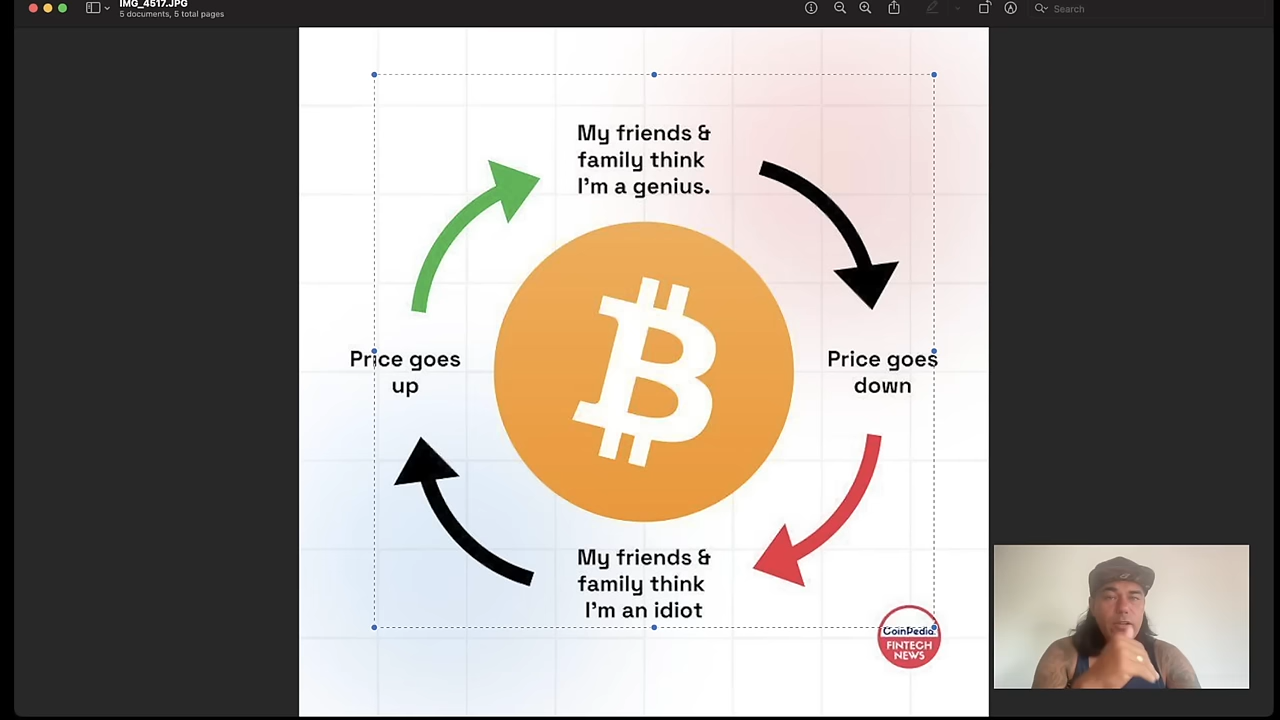 IMG_4517.JPG
5 documents, 5 total pages
Search
My friends &
family think
I'm a genius.
Price goes
up
Price goes
down
My friends &
family think
I'm an idiot
CoinPedia
FINTECH
NEWS